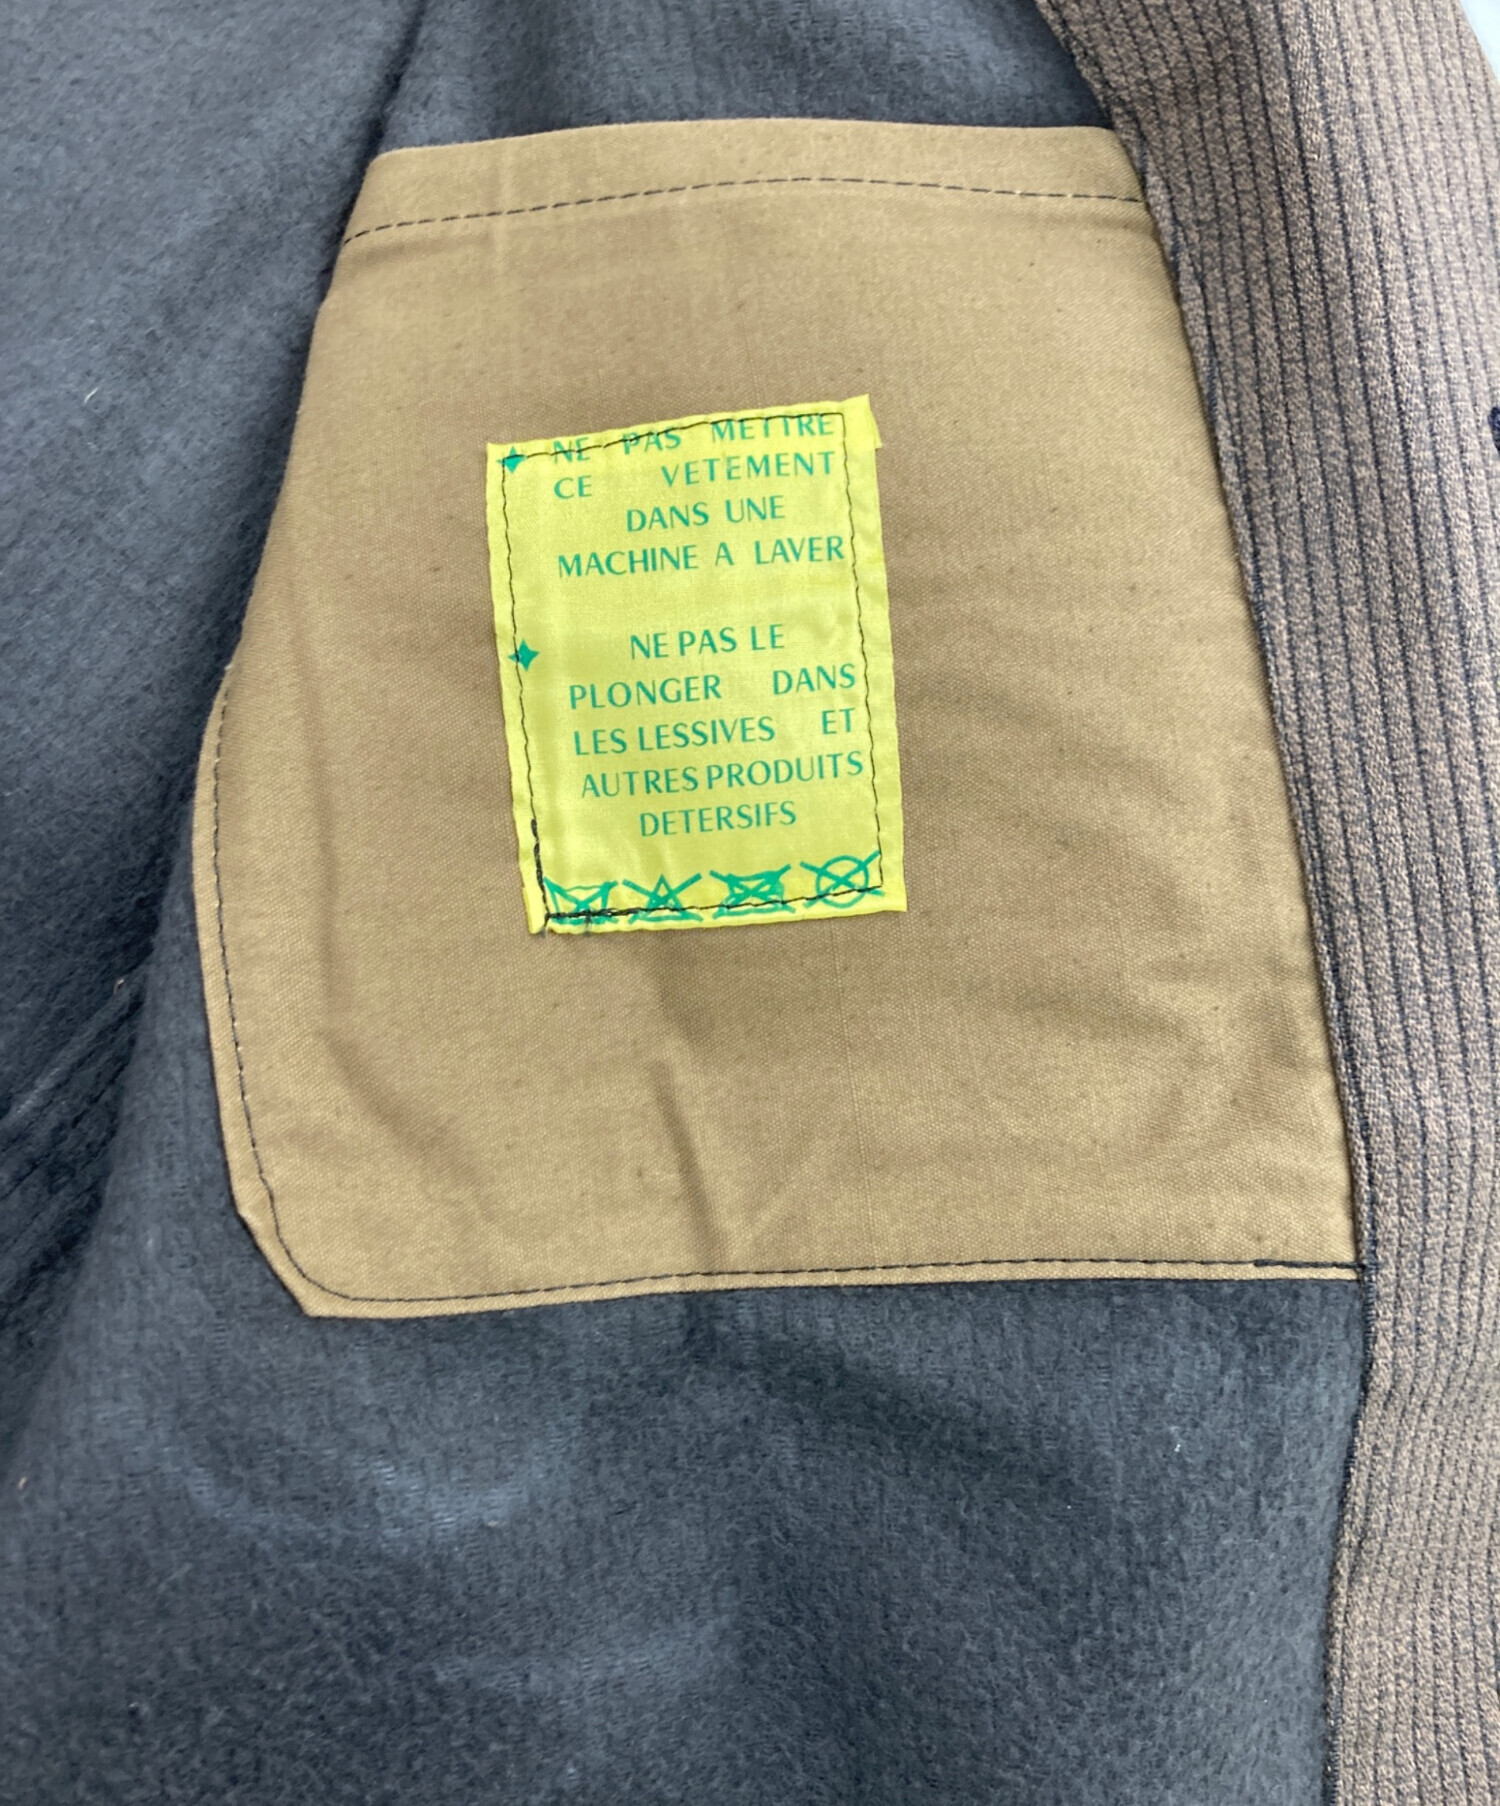 NE PAS METTRE
CE VETEMENT
DANS UNE
MACHINE A LAVER
NE PAS LE
PLONGER DANS
LES LESSIVES ET
AUTRES PRODUITS
DETERSIFS